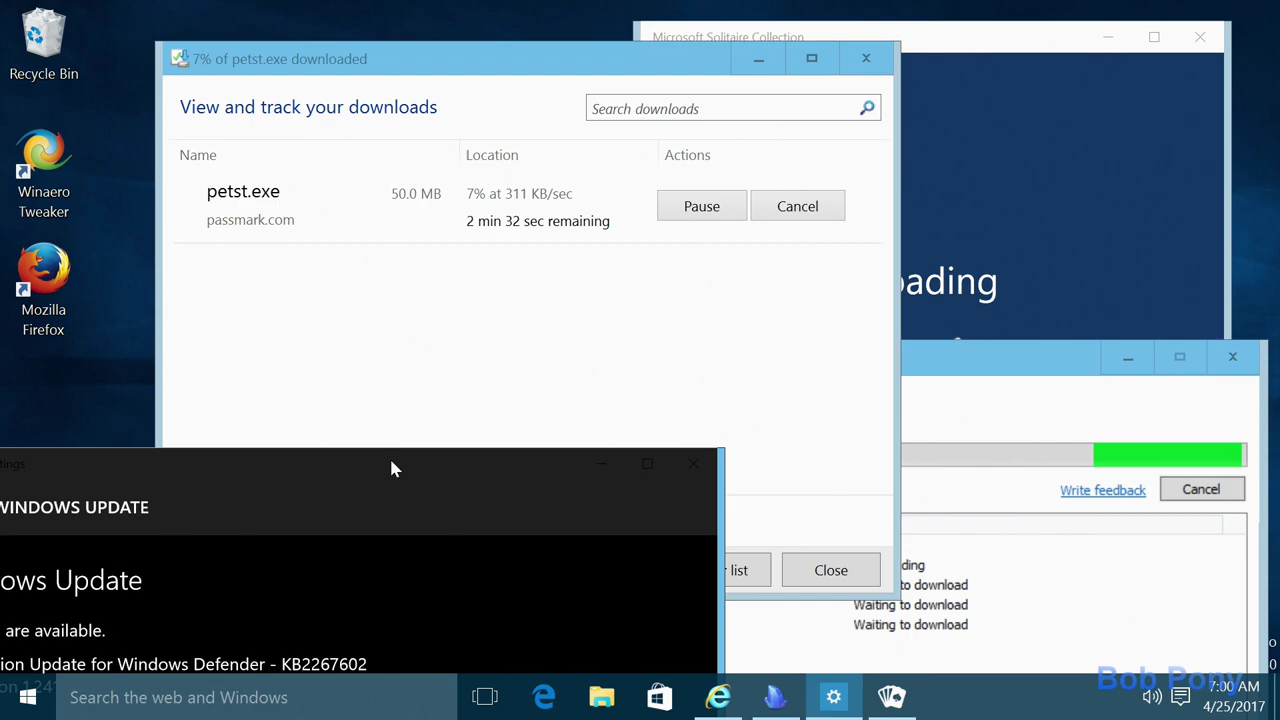 Recycle Bin
Winaero
Tweaker
Mozilla
Firefox
Microsoft Solitaire Collection
7% of petst.exe downloaded
View and track your downloads
Search downloads
Name
Location
Actions
petst.exe
50.0 MB
7% at 311 KB/sec
Pause
Cancel
passmark.com
2 min 32 sec remaining
oading
Write feedback
Cancel
tings
WINDOWS UPDATE
ows Update
are available.
ion Update for Windows Defender - KB2267602
list
Close
ding
Waiting to download
Waiting to download
Waiting to download
Search the web and Windows
Bob Pony
7:00 AM
4/25/2017